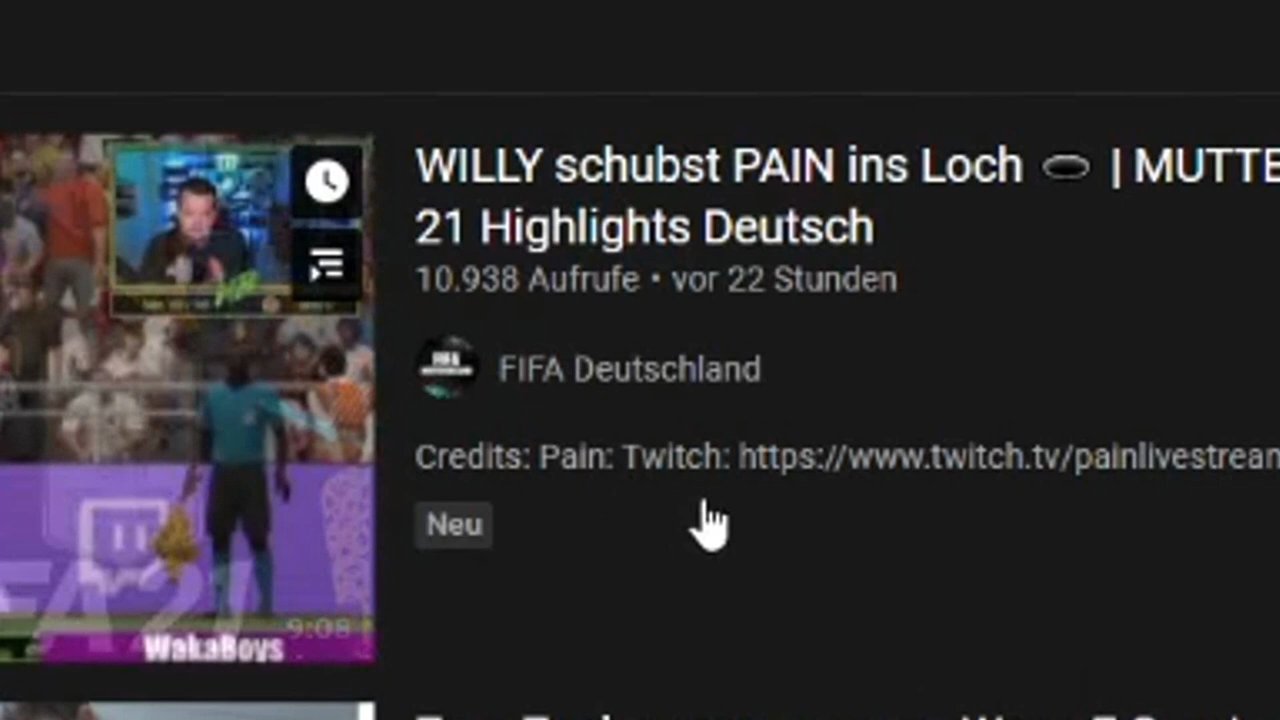 WILLY schubst PAIN ins Loch 🕳️ | MUTTE
21 Highlights Deutsch
10.938 Aufrufe • vor 22 Stunden
FIFA Deutschland
Credits: Pain: Twitch: https://www.twitch.tv/painlivestream
Neu
9:08
WakaBoys